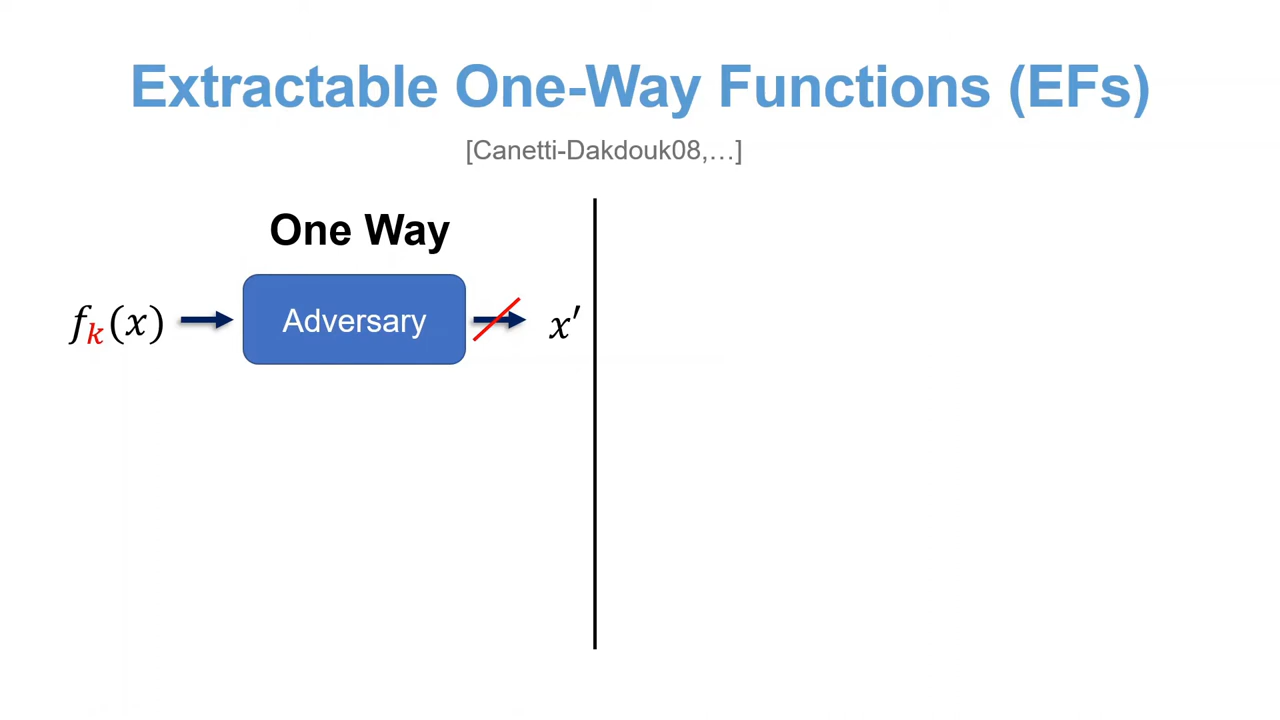 Extractable One-Way Functions (EFs)
[Canetti-Dakdouk08,…]
One Way
𝑓𝑘(𝑥) Adversary 𝑥′